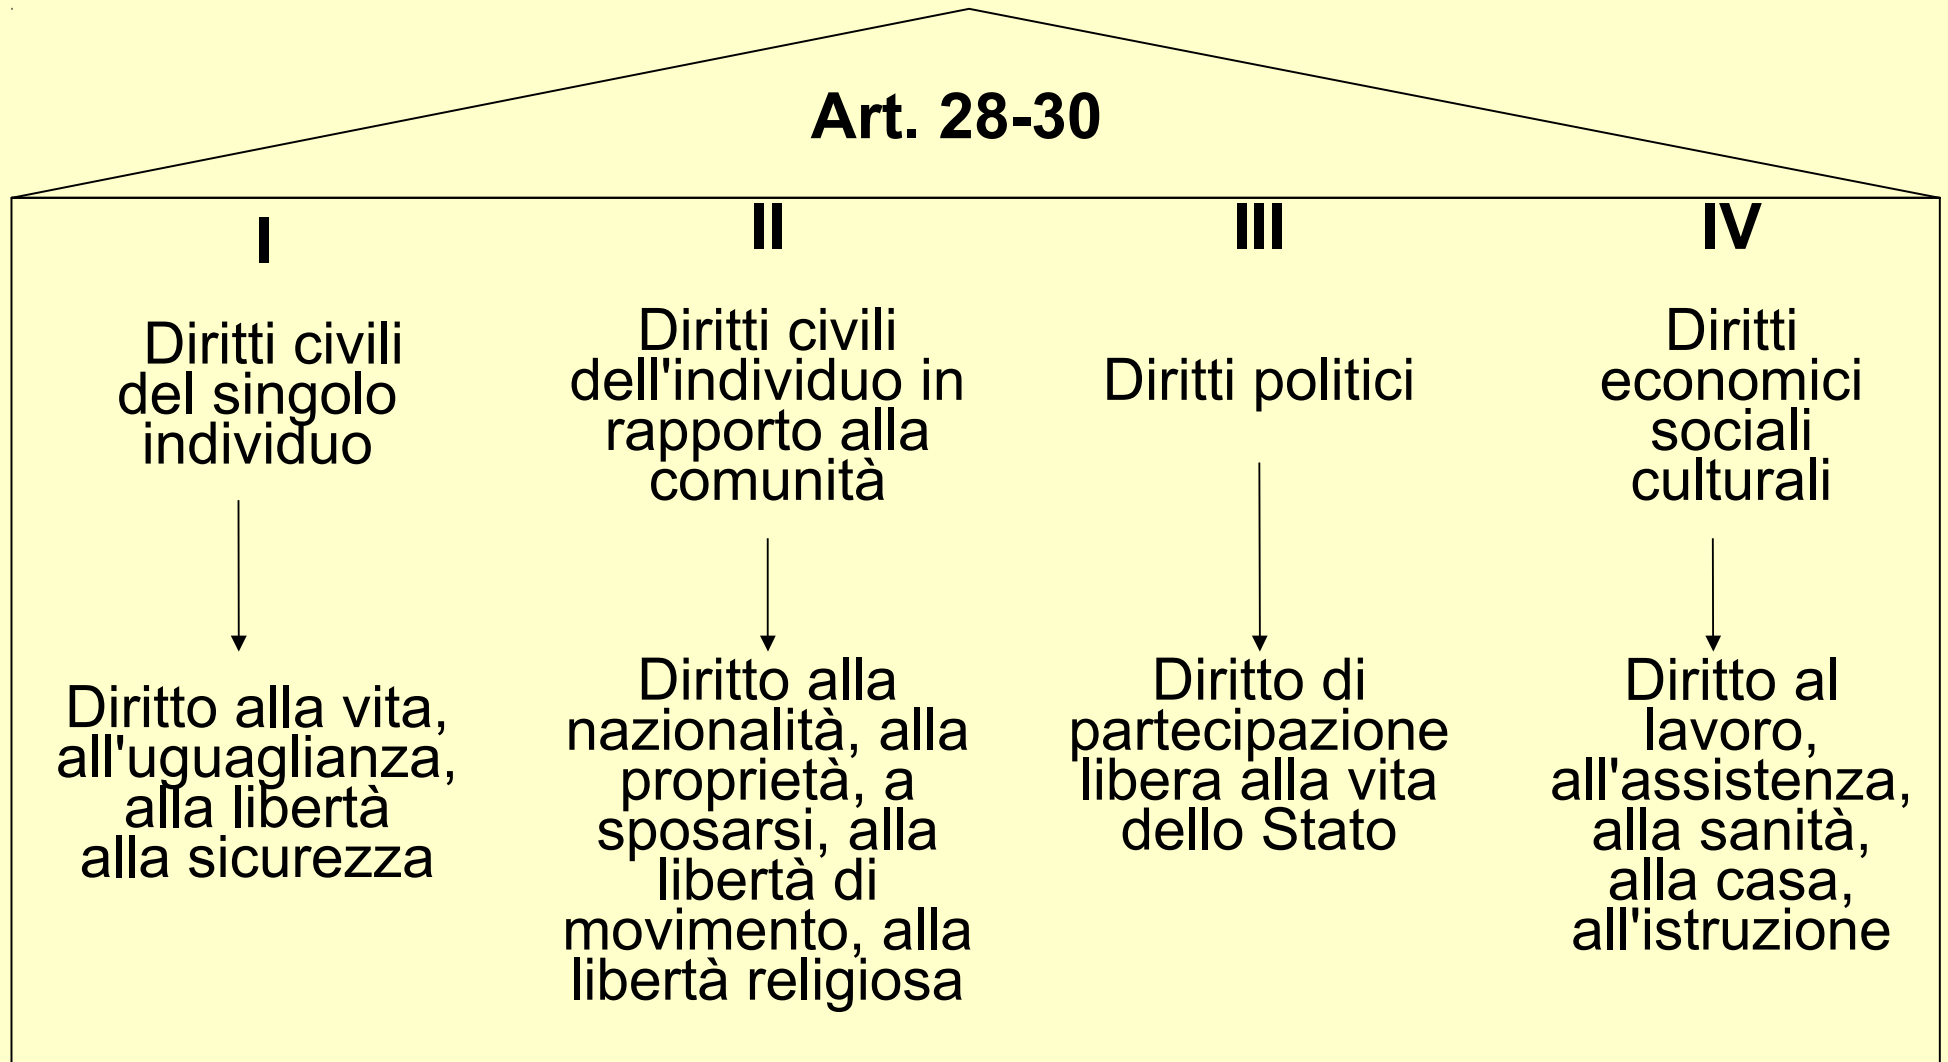 Art. 28-30
I
Diritti civili
del singolo
individuo
Diritto alla vita,
all'uguaglianza,
alla libertà
alla sicurezza
II
Diritti civili
dell'individuo in
rapporto alla
comunità
Diritto alla
nazionalità, alla
proprietà, a
sposarsi, alla
libertà di
movimento, alla
libertà religiosa
III
Diritti politici
Diritto di
partecipazione
libera alla vita
dello Stato
IV
Diritti
economici
sociali
culturali
Diritto al
lavoro,
all'assistenza,
alla sanità,
alla casa,
all'istruzione